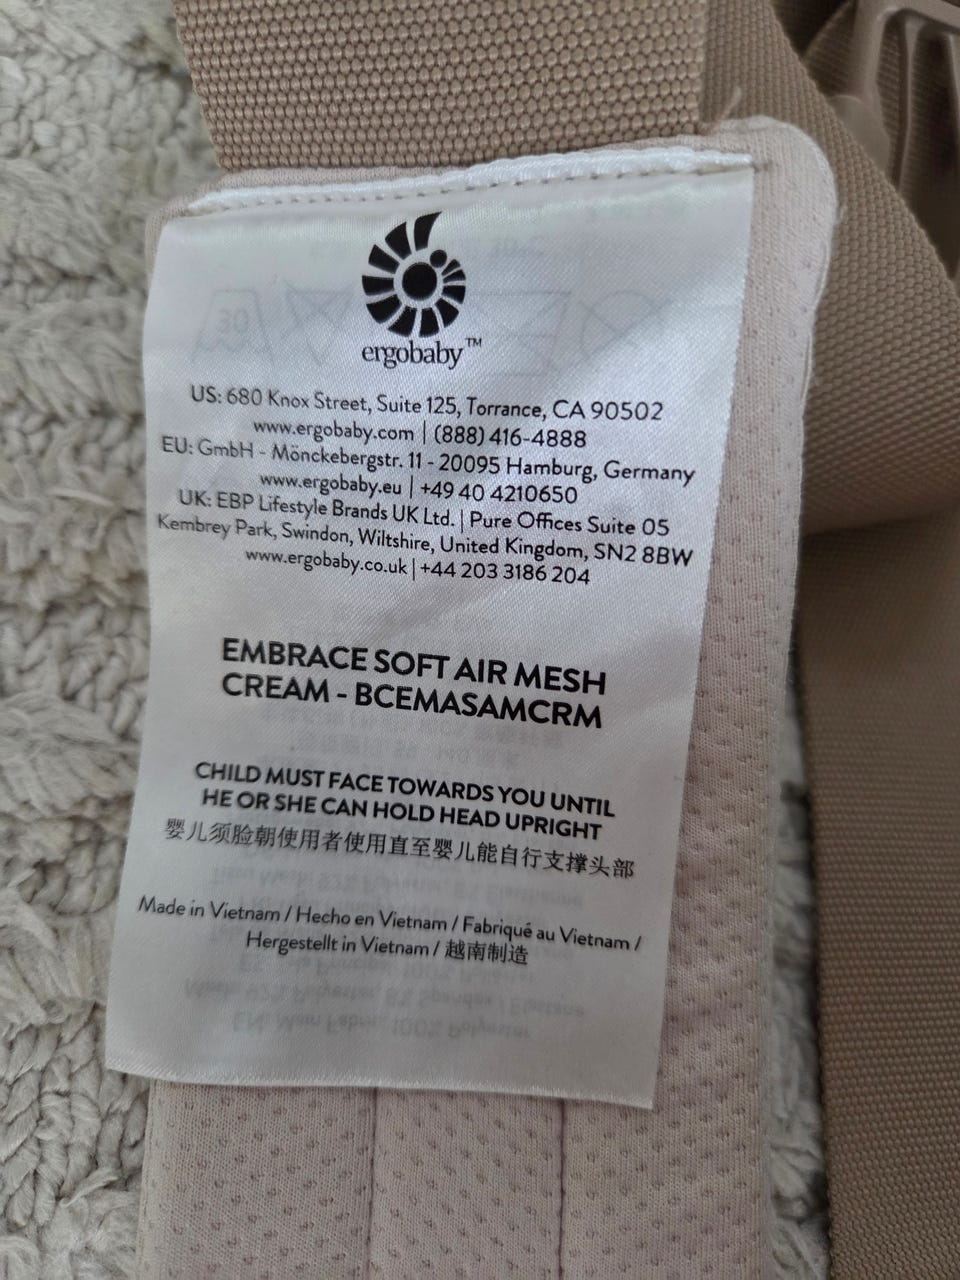 ergobaby™
US: 680 Knox Street, Suite 125, Torrance, CA 90502
www.ergobaby.com | (888) 416-4888
EU: GmbH - Mönckebergstr. 11 - 20095 Hamburg, Germany
www.ergobaby.eu | +49 40 4210650
UK: EBP Lifestyle Brands UK Ltd. | Pure Offices Suite 05
Kembrey Park, Swindon, Wiltshire, United Kingdom, SN2 8BW
www.ergobaby.co.uk | +44 203 3186 204
EMBRACE SOFT AIR MESH
CREAM - BCEMASAMCRM
CHILD MUST FACE TOWARDS YOU UNTIL
HE OR SHE CAN HOLD HEAD UPRIGHT
婴儿须脸朝使用者使用直至婴儿能自行支撑头部
Made in Vietnam / Hecho en Vietnam / Fabriqué au Vietnam /
Hergestellt in Vietnam / 越南制造